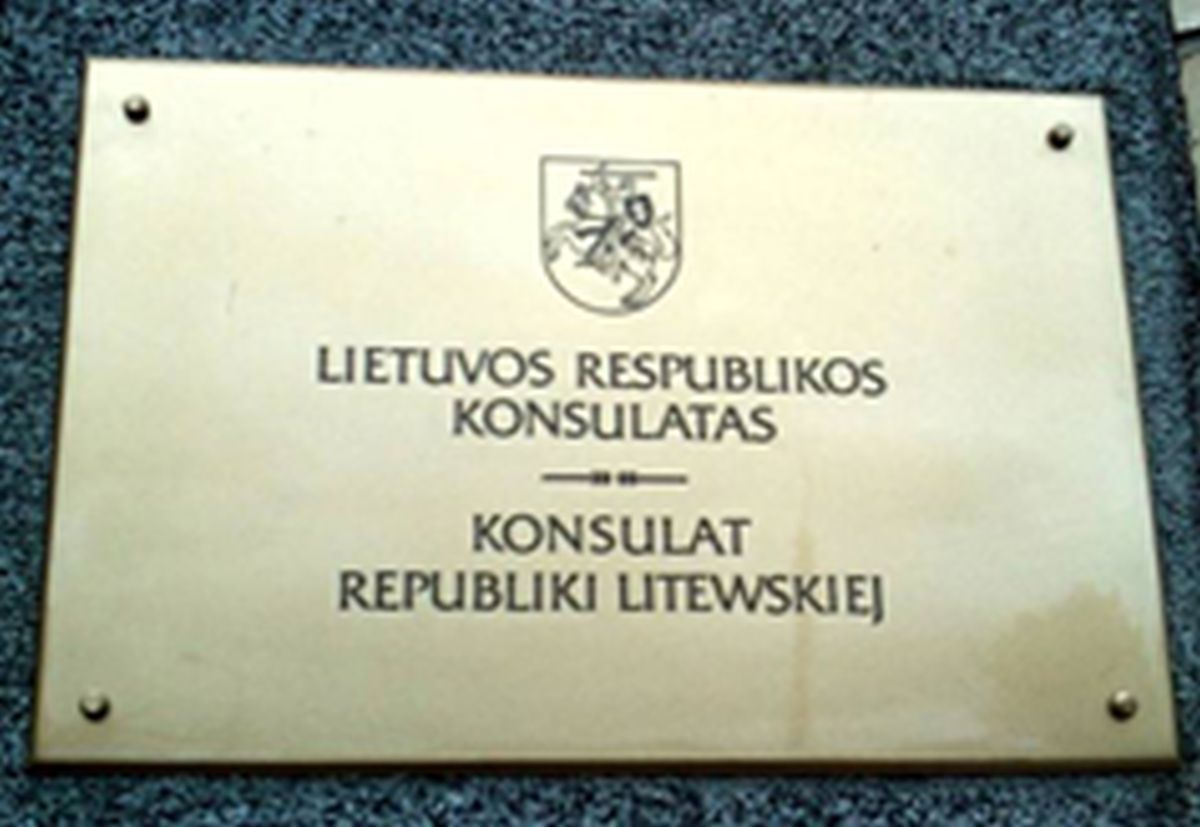 LIETUVOS RESPUBLIKOS
KONSULATAS
KONSULAT
REPUBLIKI LITEWSKIEJ